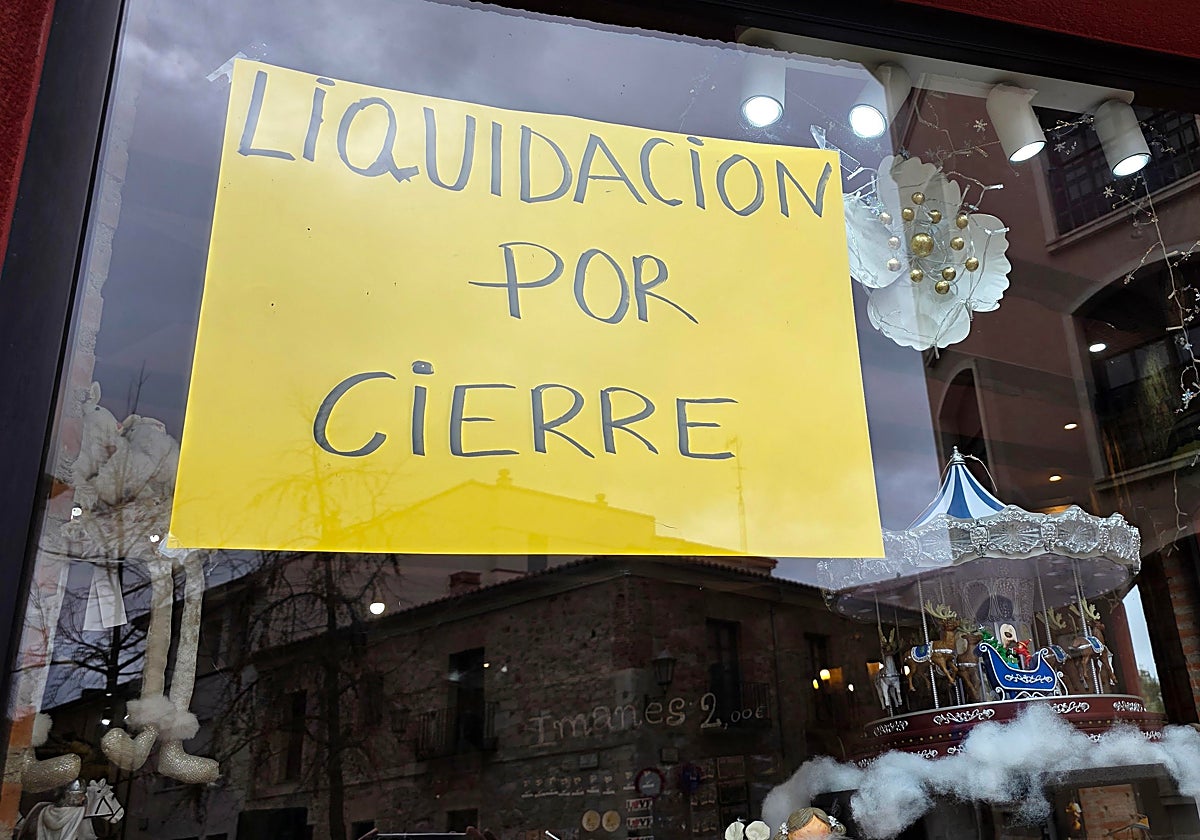 LIQUIDACION
POR
CIERRE
Imanes 2,00€